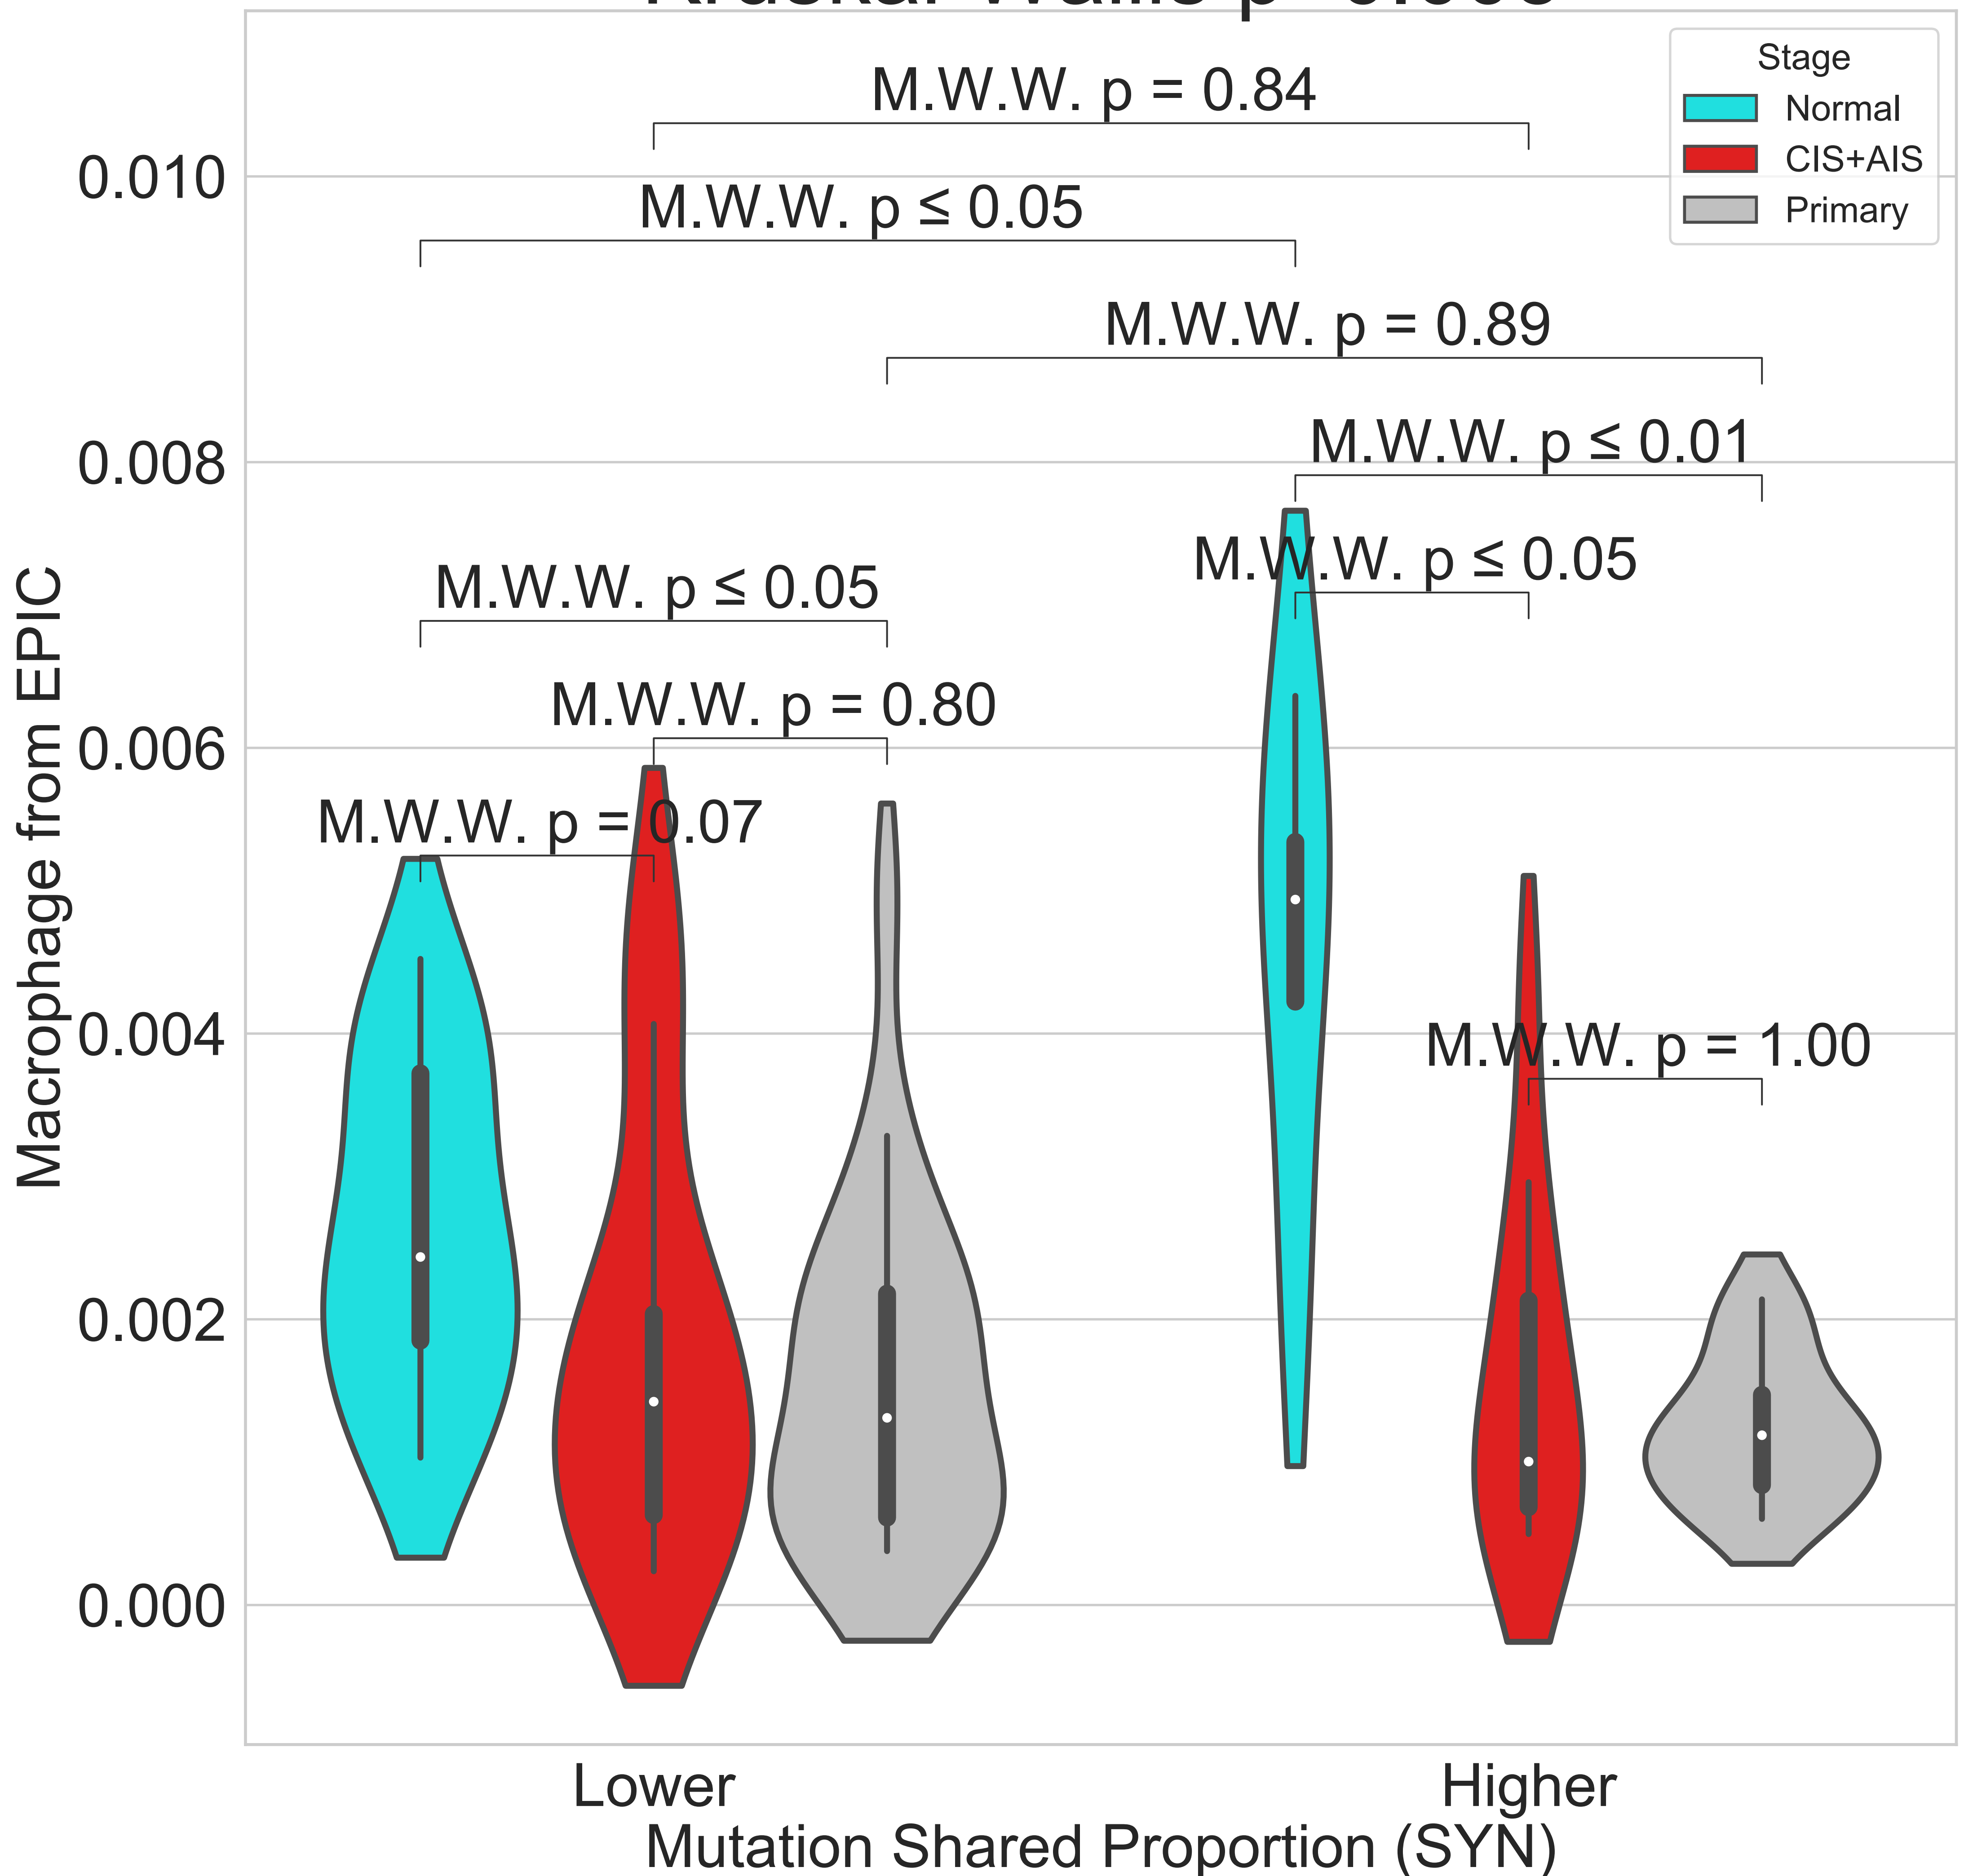 M.W.W. p = 0.84
M.W.W. p ≤ 0.05
M.W.W. p = 0.89
M.W.W. p ≤ 0.01
M.W.W. p ≤ 0.05
M.W.W. p ≤ 0.05
M.W.W. p = 0.80
M.W.W. p = 0.07
M.W.W. p = 1.00
Stage
Normal
CIS+AIS
Primary
Macrophage from EPIC
0.010
0.008
0.006
0.004
0.002
0.000
Lower
Higher
Mutation Shared Proportion (SYN)